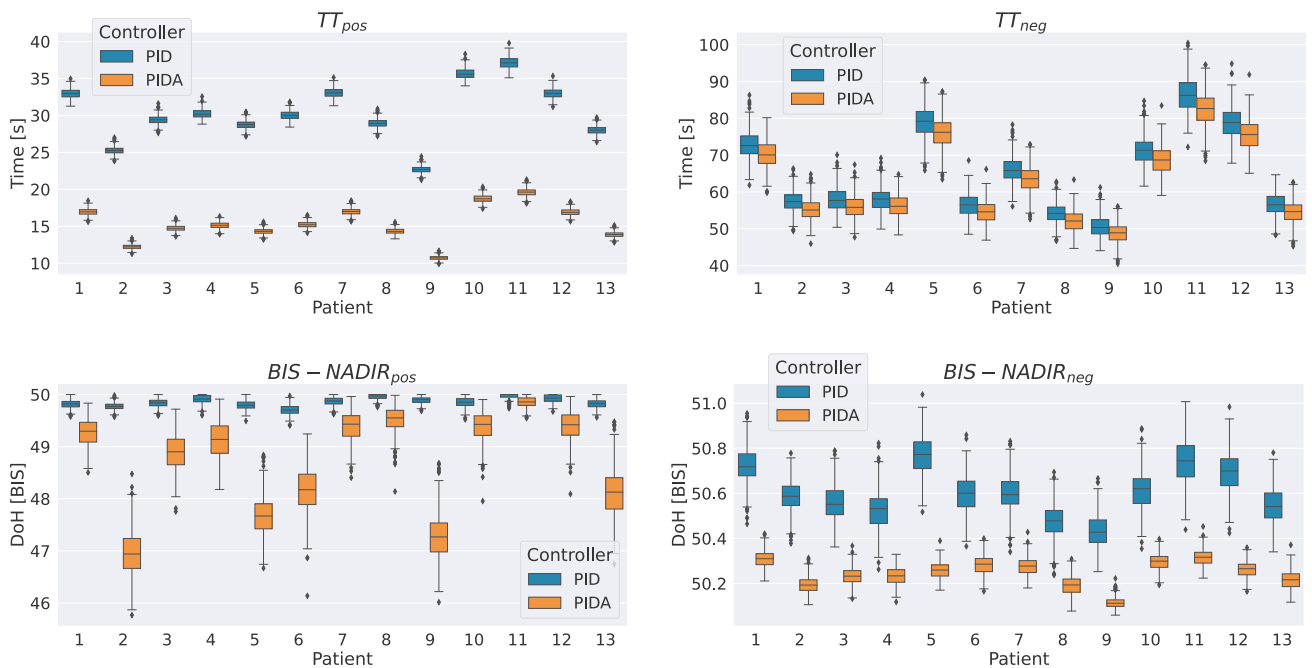 TT_pos
Controller
PID
PIDA
Time [s]
40
35
30
25
20
15
10
1 2 3 4 5 6 7 8 9 10 11 12 13
Patient
TT_neg
Controller
PID
PIDA
Time [s]
100
90
80
70
60
50
40
1 2 3 4 5 6 7 8 9 10 11 12 13
Patient
BIS − NADIR_pos
DoH [BIS]
50
49
48
47
46
Controller
PID
PIDA
1 2 3 4 5 6 7 8 9 10 11 12 13
Patient
BIS − NADIR_neg
Controller
PID
PIDA
DoH [BIS]
51.0
50.8
50.6
50.4
50.2
1 2 3 4 5 6 7 8 9 10 11 12 13
Patient